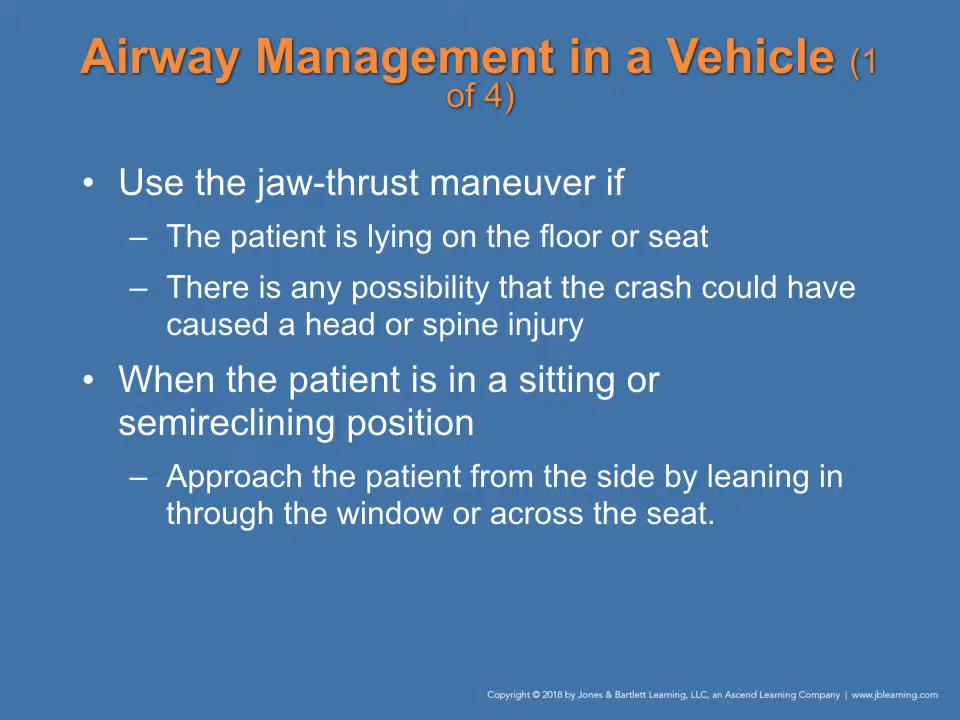 Airway Management in a Vehicle (1
of 4)
• Use the jaw-thrust maneuver if
– The patient is lying on the floor or seat
– There is any possibility that the crash could have
caused a head or spine injury
• When the patient is in a sitting or
semireclining position
– Approach the patient from the side by leaning in
through the window or across the seat.
Copyright © 2018 by Jones & Bartlett Learning, LLC, an Ascend Learning Company | www.jblearning.com